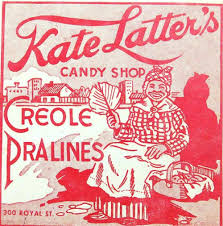 Kate Latter's
CANDY SHOP
CREOLE
PRALINES
300 ROYAL ST.